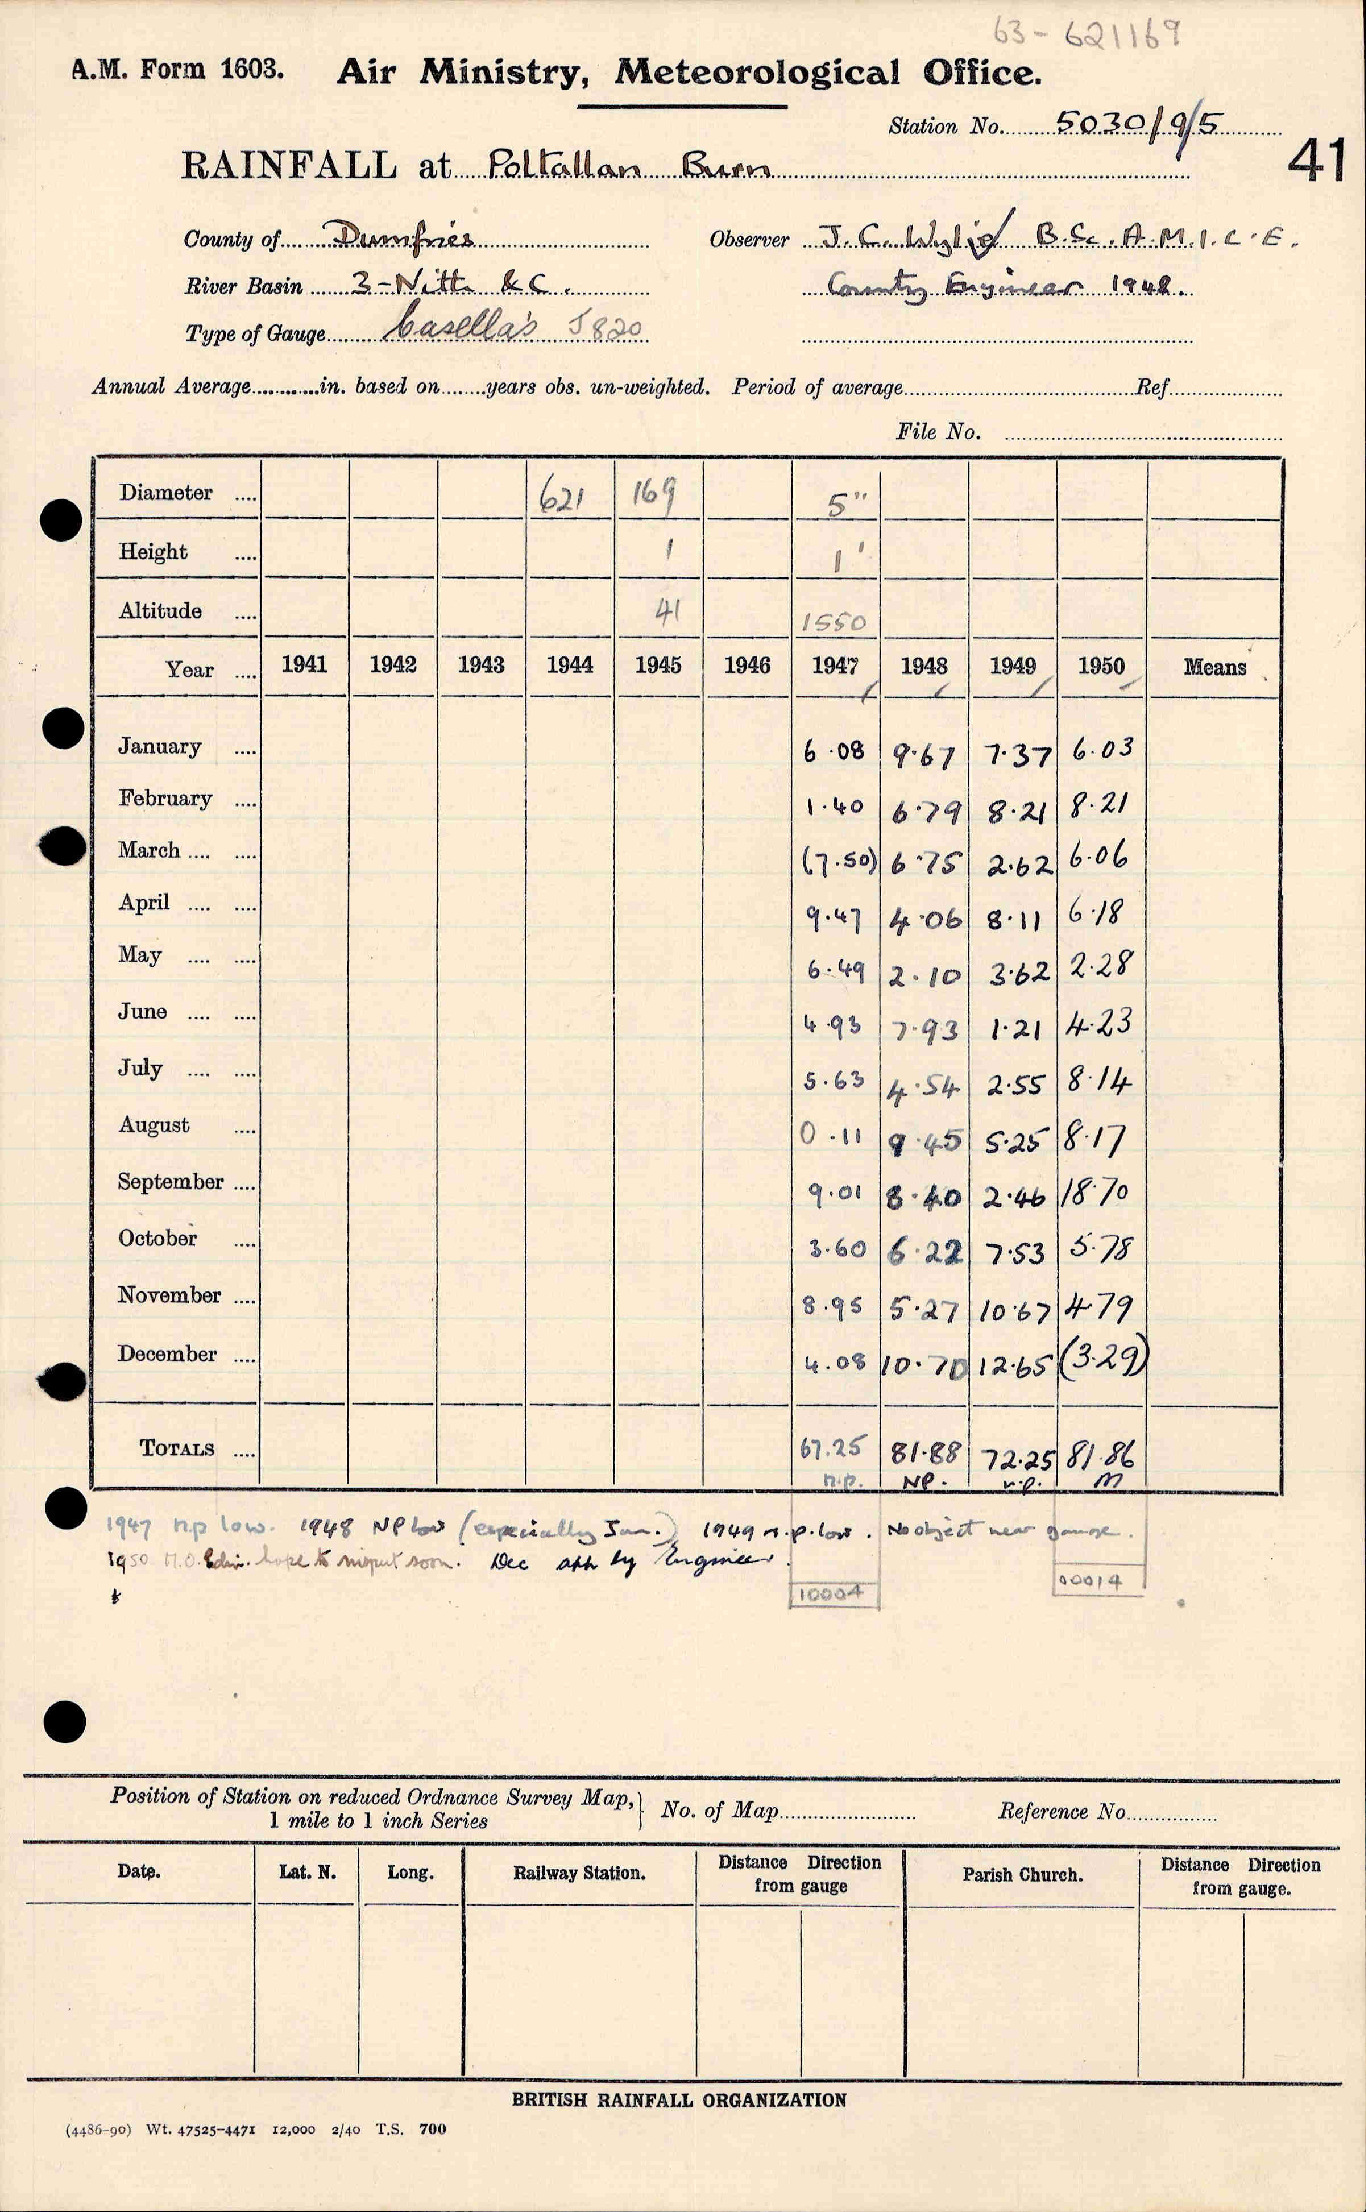 63 - 621169
A.M. Form 1603. Air Ministry, Meteorological Office.
Station No. 5030/9/5
41
RAINFALL at Poltallan Burn
County of Dumfries Observer J. C. Wylie B.Sc. A.M.I.C.E.
River Basin 3-Nith &c. County Engineer 1948.
Type of Gauge Casella's J820
Annual Average............in. based on........years obs. un-weighted. Period of average........Ref........
File No.
Diameter .... 621 169 5"
Height .... 1 1'
Altitude .... 41 1550
Year .... 1941 1942 1943 1944 1945 1946 1947 1948 1949 1950 Means
January .... 6.08 9.67 7.37 6.03
February .... 1.40 6.79 8.21 8.21
March .... .... (7.50) 6.75 2.62 6.06
April .... .... 9.47 4.06 8.11 6.18
May .... .... 6.49 2.10 3.62 2.28
June .... .... 4.93 7.93 1.21 4.23
July .... .... 5.63 4.54 2.55 8.14
August .... 0.11 9.45 5.25 8.17
September .... 9.01 8.40 2.46 18.70
October .... 3.60 6.22 7.53 5.78
November .... 8.95 5.27 10.67 4.79
December .... 4.08 10.70 12.65 (3.29)
TOTALS .... 67.25 81.88 72.25 81.86
n.p. NP. n.p. M
1947 n.p low. 1948 NP low (especially Jan.) 1949 n.p. low. No object near gauge.
1950 M.O. Edin. hope to inspect soon. Dec by Engineer.
10004 00014
Position of Station on reduced Ordnance Survey Map,
1 mile to 1 inch Series } No. of Map........ Reference No........
Date. Lat. N. Long. Railway Station. Distance Direction from gauge Parish Church. Distance Direction from gauge.
BRITISH RAINFALL ORGANIZATION
(4486-90) Wt. 47525-4471 12,000 2/40 T.S. 700